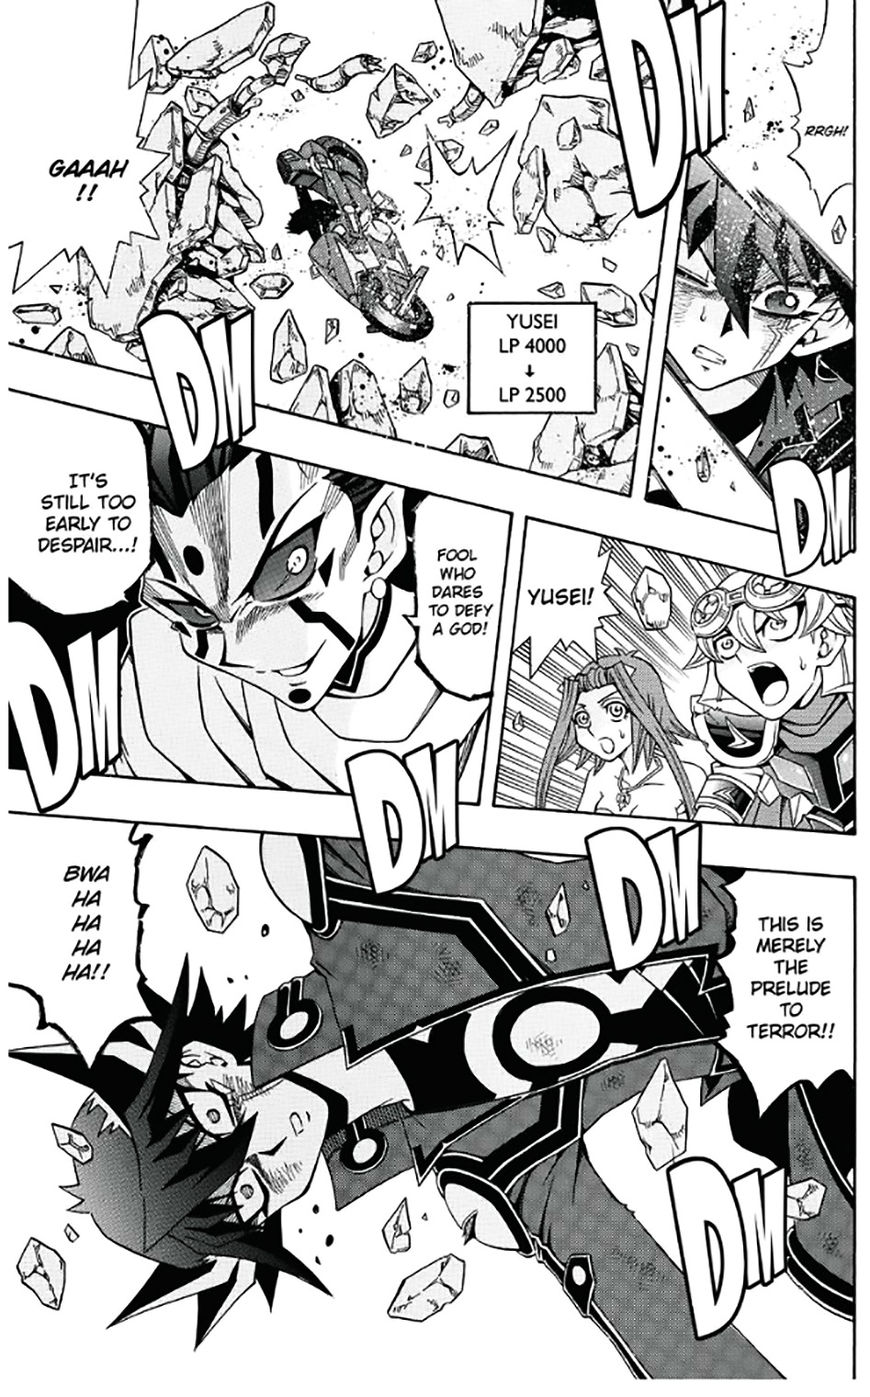 RRGH!
DM
GAAAH
!!
YUSEI
LP 4000
↓
LP 2500
DM
DM
YUSEI!
FOOL
WHO
DARES
TO DEFY
A GOD!
IT'S
STILL TOO
EARLY TO
DESPAIR...!
DM
DM
DM
THIS IS
MERELY
THE
PRELUDE
TO
TERROR!!
BWA
HA
HA
HA
HA!!
DM